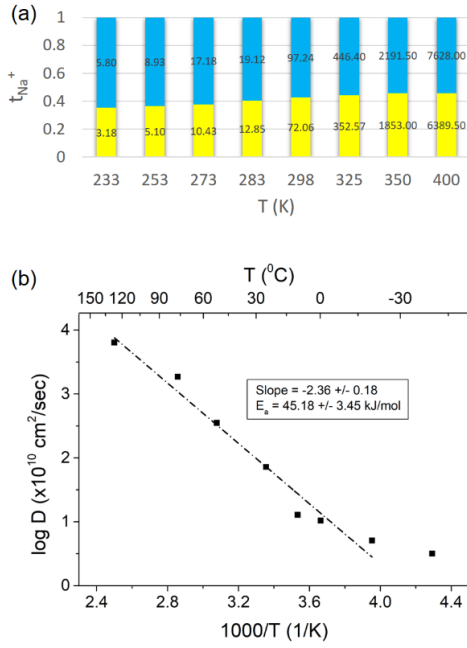 (a)
1
0.8
0.6
0.4
0.2
0
t_Na+
5.80 8.93 17.18 19.12 97.24 446.40 2191.50 7628.00
3.18 5.10 10.43 12.85 72.06 352.57 1853.00 6389.50
233 253 273 283 298 325 350 400
T (K)
(b)
T (⁰C)
150 120 90 60 30 0 -30
4
3
2
1
0
log D (x10¹⁰ cm²/sec)
Slope = -2.36 +/- 0.18
Eₐ = 45.18 +/- 3.45 kJ/mol
2.4 2.8 3.2 3.6 4.0 4.4
1000/T (1/K)